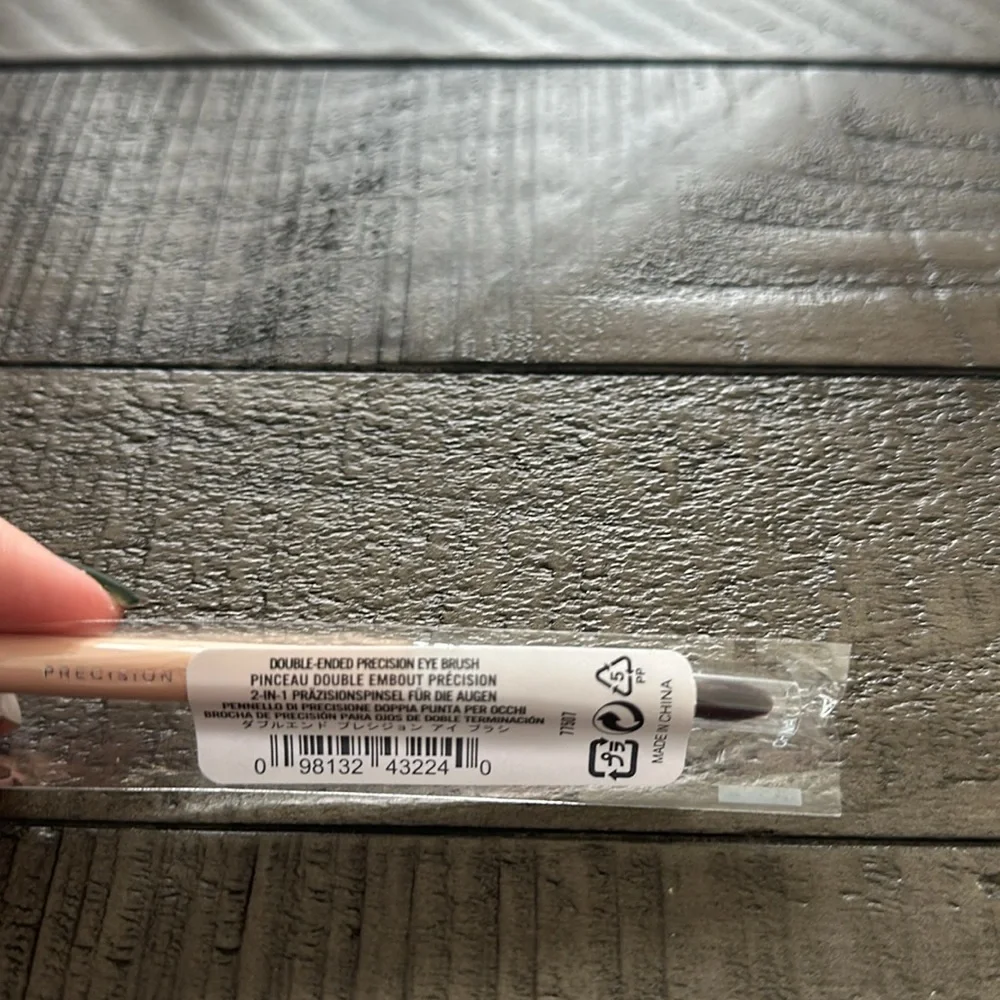 PRECISION
DOUBLE-ENDED PRECISION EYE BRUSH
PINCEAU DOUBLE EMBOUT PRÉCISION
2-IN-1 PRÄZISIONSPINSEL FÜR DIE AUGEN
PENNELLO DI PRECISIONE DOPPIA PUNTA PER OCCHI
BROCHA DE PRECISIÓN PARA OJOS DE DOBLE TERMINACIÓN
ダブルエンド プレシジョン アイ ブラシ
0 98132 43224 0
77507
5
PP
プラ
MADE IN CHINA